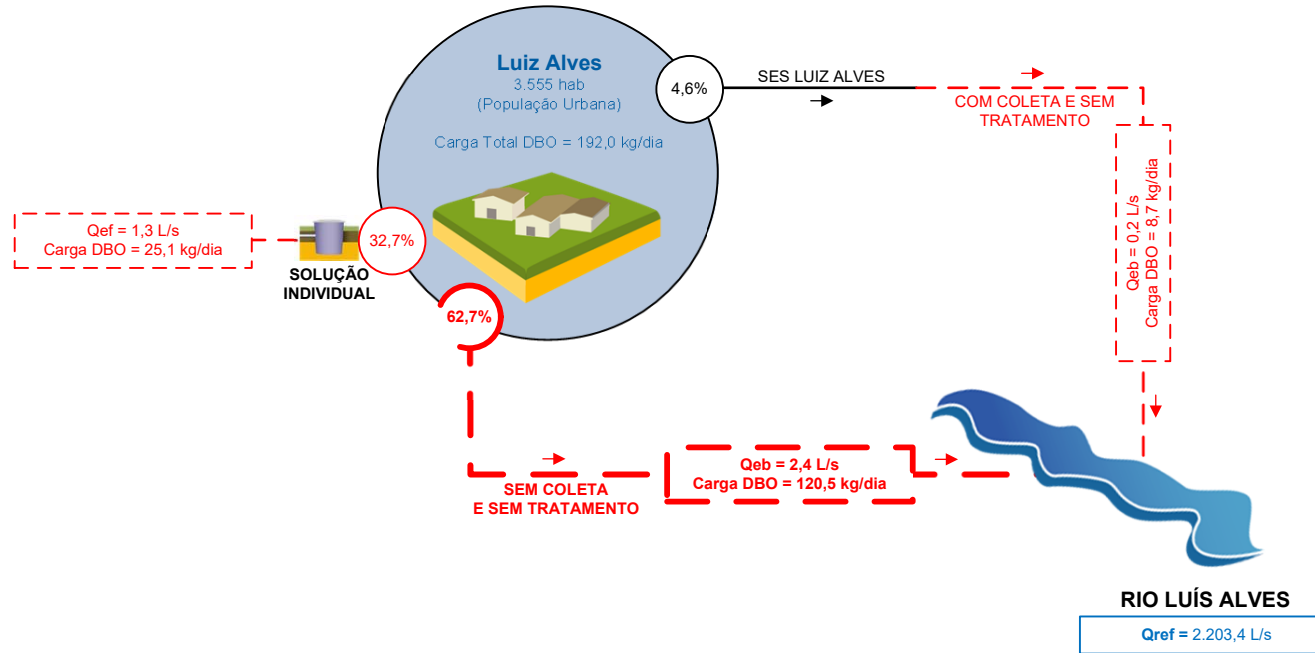 Luiz Alves
3.555 hab
(População Urbana)
Carga Total DBO = 192,0 kg/dia
4,6%
SES LUIZ ALVES
COM COLETA E SEM
TRATAMENTO
Qeb = 0,2 L/s
Carga DBO = 8,7 kg/dia
Qef = 1,3 L/s
Carga DBO = 25,1 kg/dia
SOLUÇÃO
INDIVIDUAL
32,7%
62,7%
SEM COLETA
E SEM TRATAMENTO
Qeb = 2,4 L/s
Carga DBO = 120,5 kg/dia
RIO LUÍS ALVES
Qref = 2.203,4 L/s